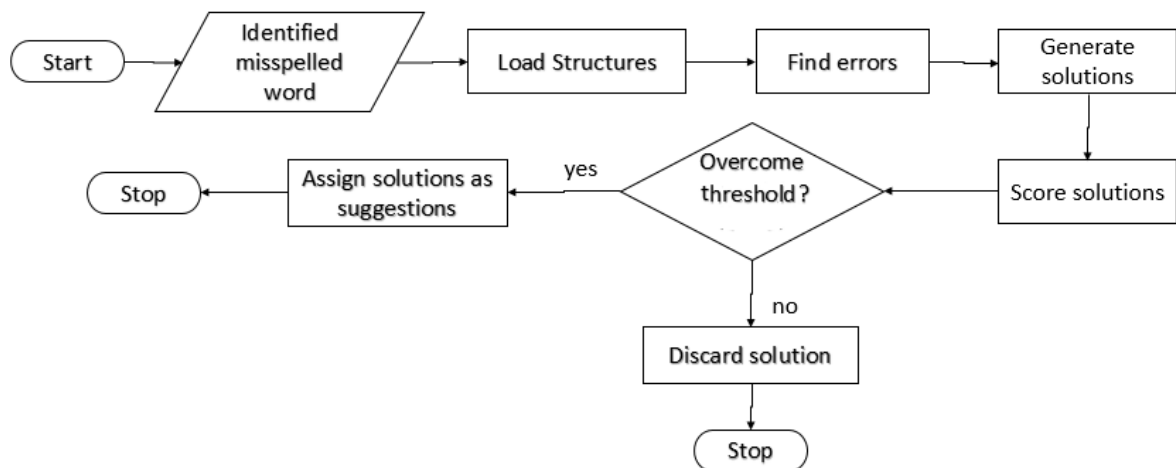 Start
Identified
misspelled
word
Load Structures
Find errors
Generate
solutions
Score solutions
Overcome
threshold?
yes
Assign solutions as
suggestions
Stop
no
Discard solution
Stop